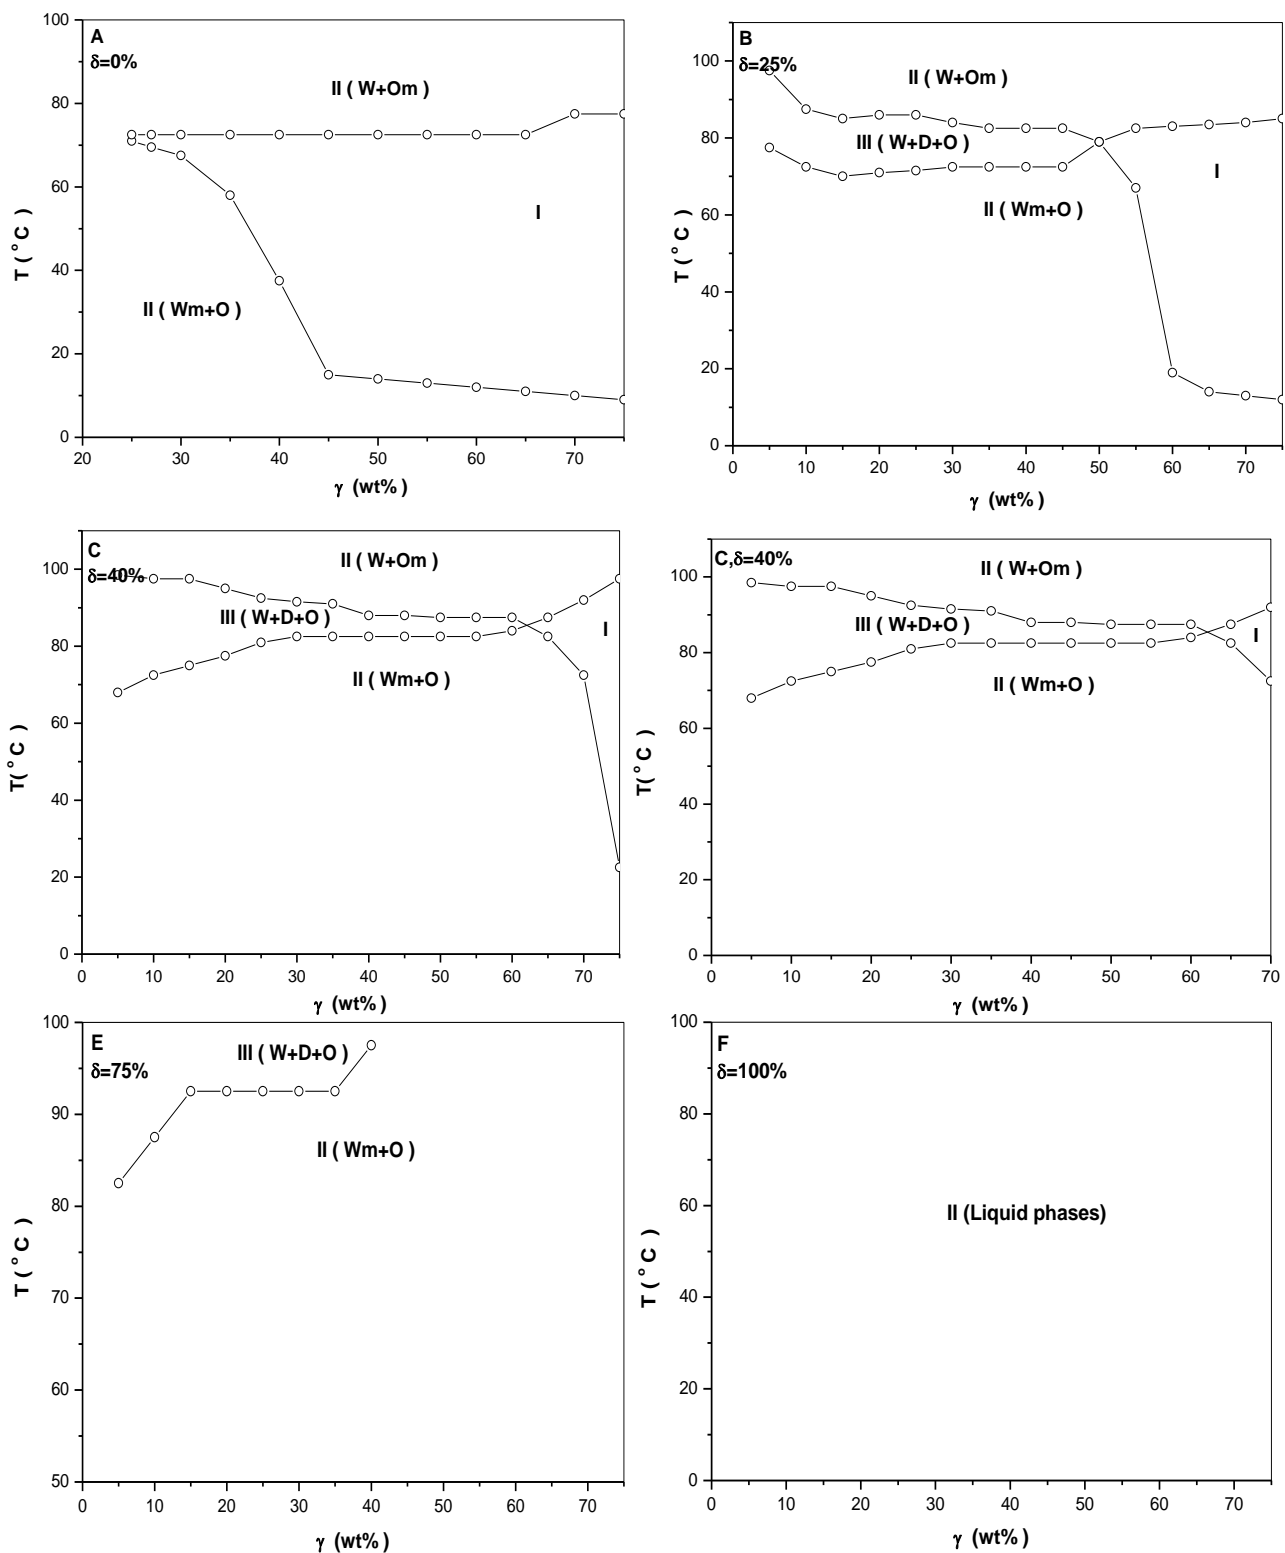 A
δ=0%
II ( W+Om )
I
II ( Wm+O )
100
80
60
40
20
0
T ( °C )
20 30 40 50 60 70
γ (wt%)
B
δ=25%
II ( W+Om )
III ( W+D+O )
I
II ( Wm+O )
100
80
60
40
20
0
T ( °C )
0 10 20 30 40 50 60 70
γ (wt%)
C
δ=40%
II ( W+Om )
III ( W+D+O )
I
II ( Wm+O )
100
80
60
40
20
0
T( °C )
0 10 20 30 40 50 60 70
γ (wt%)
C,δ=40%
II ( W+Om )
III ( W+D+O )
I
II ( Wm+O )
100
80
60
40
20
0
T( °C )
0 10 20 30 40 50 60 70
γ (wt%)
E
δ=75%
III ( W+D+O )
II ( Wm+O )
100
90
80
70
60
50
T ( °C )
0 10 20 30 40 50 60 70
γ (wt%)
F
δ=100%
II (Liquid phases)
100
80
60
40
20
0
T ( °C )
0 10 20 30 40 50 60 70
γ (wt%)